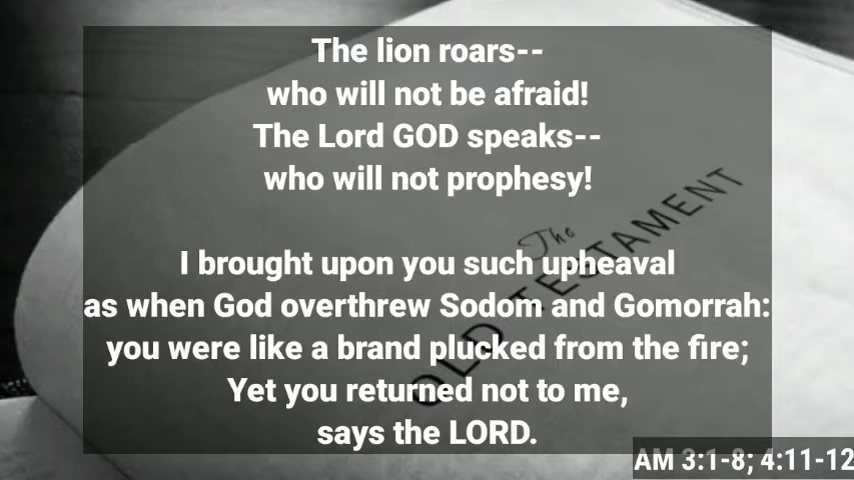 The lion roars--
who will not be afraid!
The Lord GOD speaks--
who will not prophesy!
I brought upon you such upheaval
as when God overthrew Sodom and Gomorrah:
you were like a brand plucked from the fire;
Yet you returned not to me,
says the LORD.
The
OLD TESTAMENT
AM 3:1-8; 4:11-12